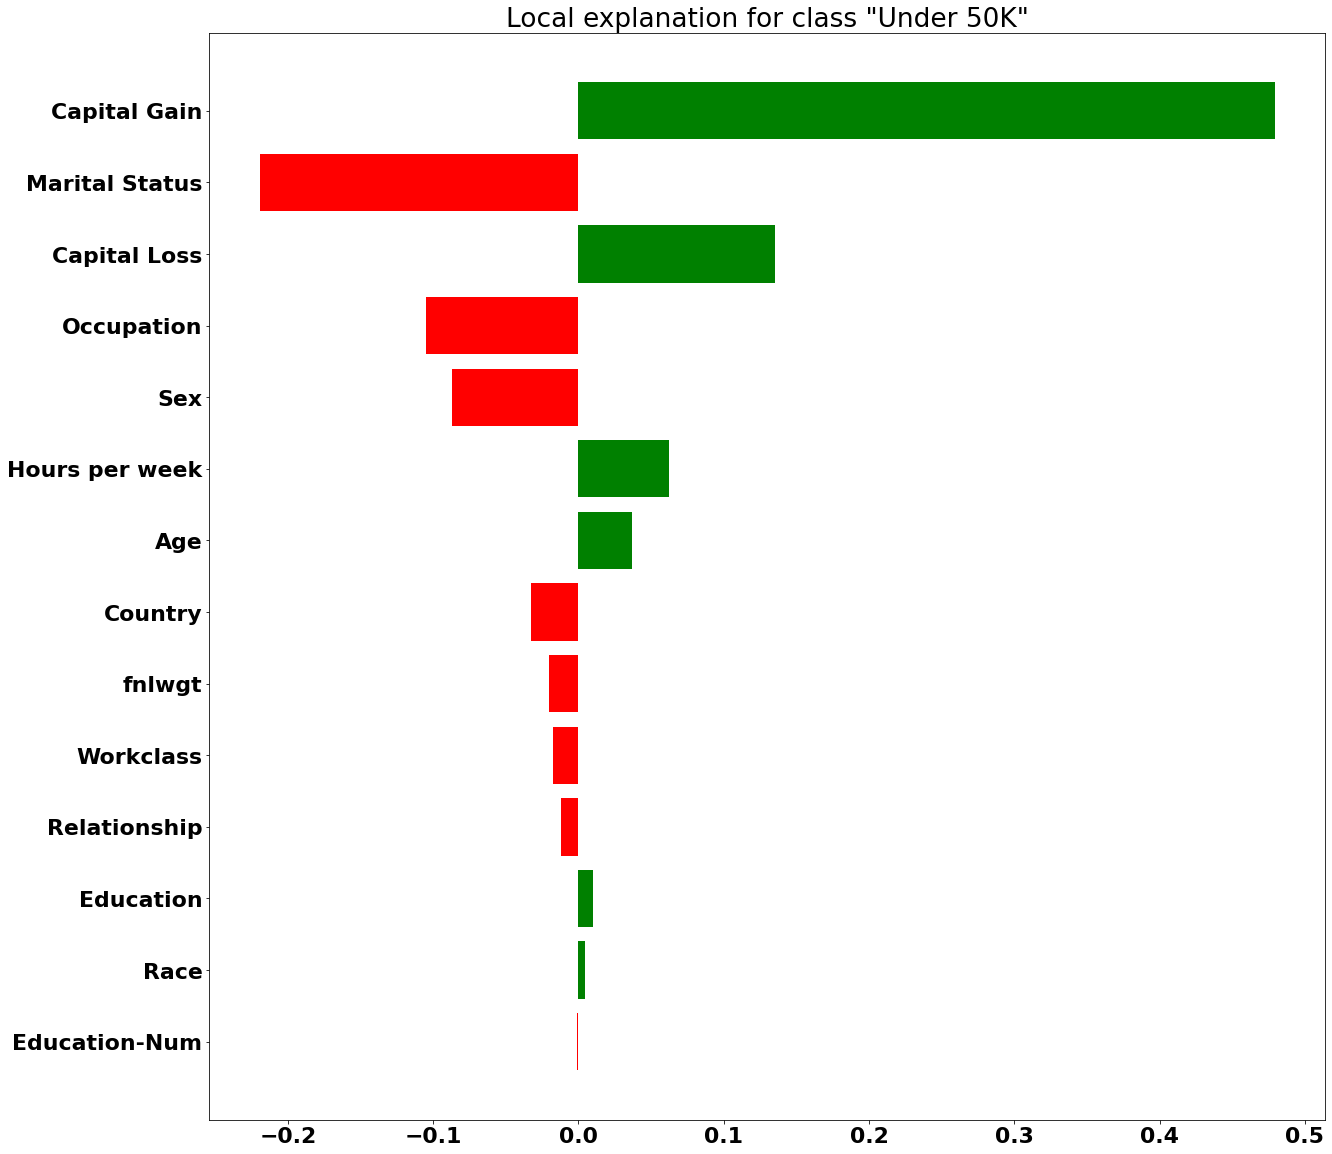 Local explanation for class "Under 50K"
Capital Gain
Marital Status
Capital Loss
Occupation
Sex
Hours per week
Age
Country
fnlwgt
Workclass
Relationship
Education
Race
Education-Num
−0.2 −0.1 0.0 0.1 0.2 0.3 0.4 0.5